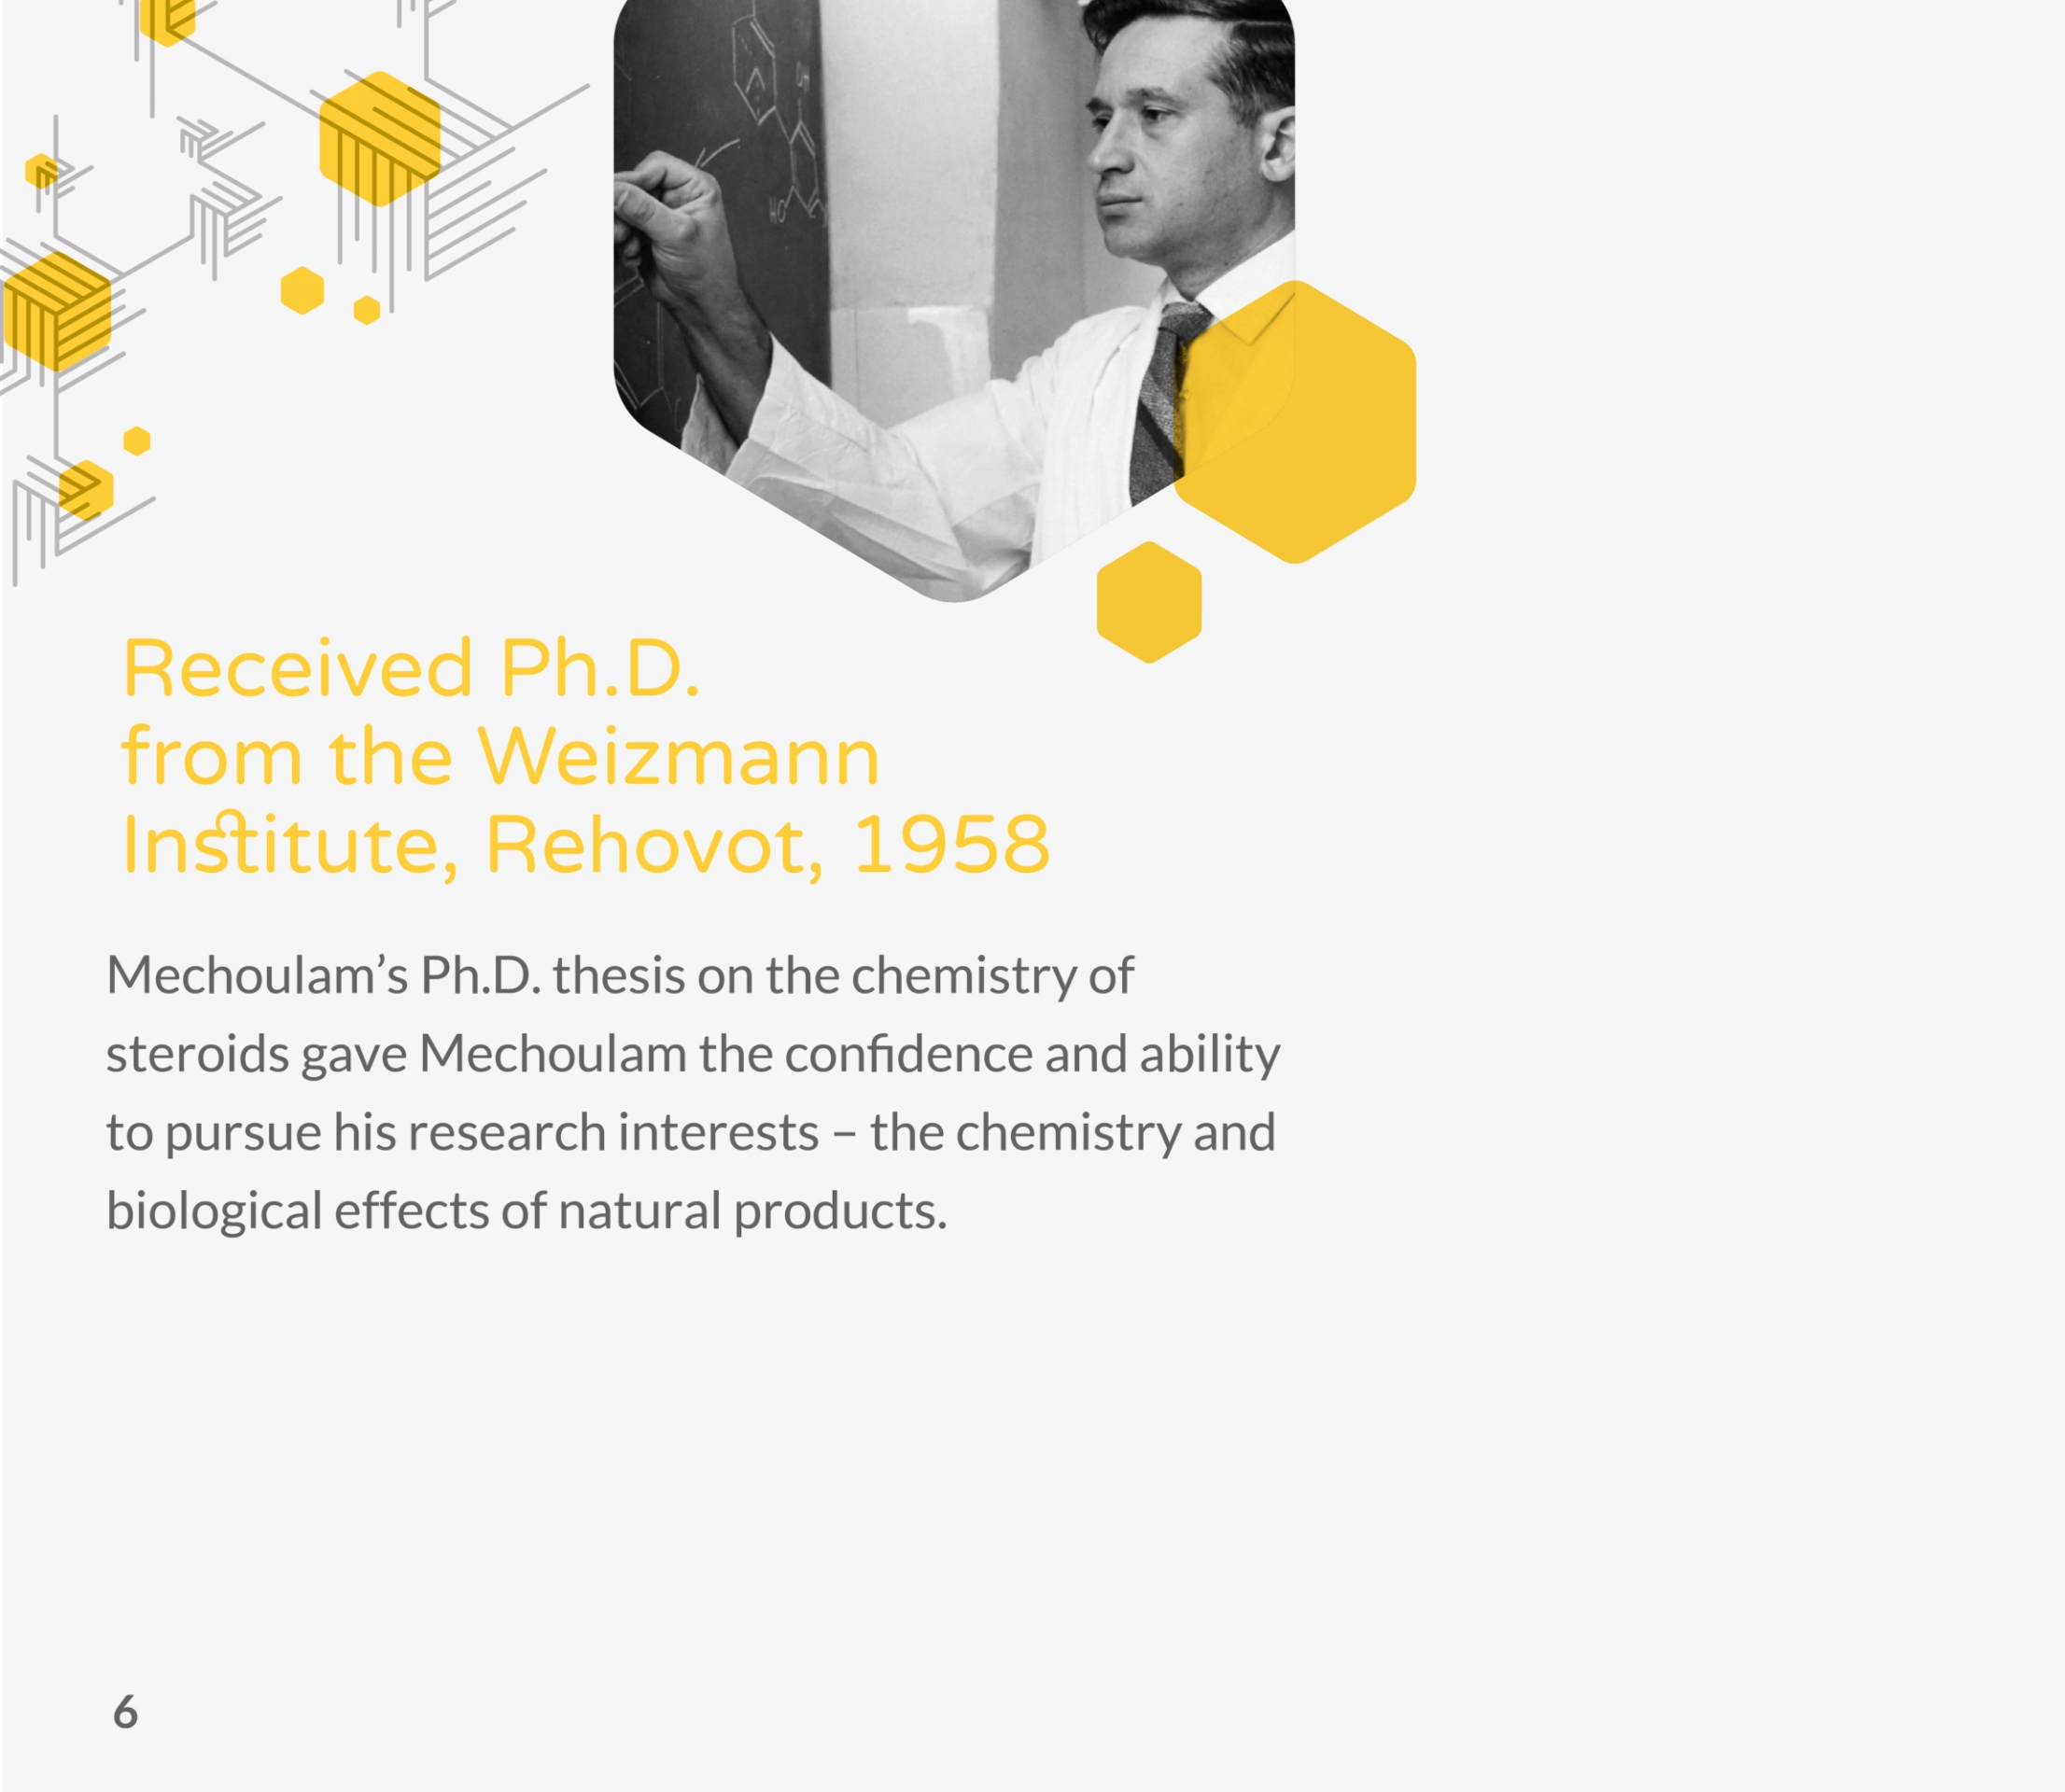 HO
Received Ph.D.
from the Weizmann
Institute, Rehovot, 1958
Mechoulam’s Ph.D. thesis on the chemistry of
steroids gave Mechoulam the confidence and ability
to pursue his research interests – the chemistry and
biological effects of natural products.
6